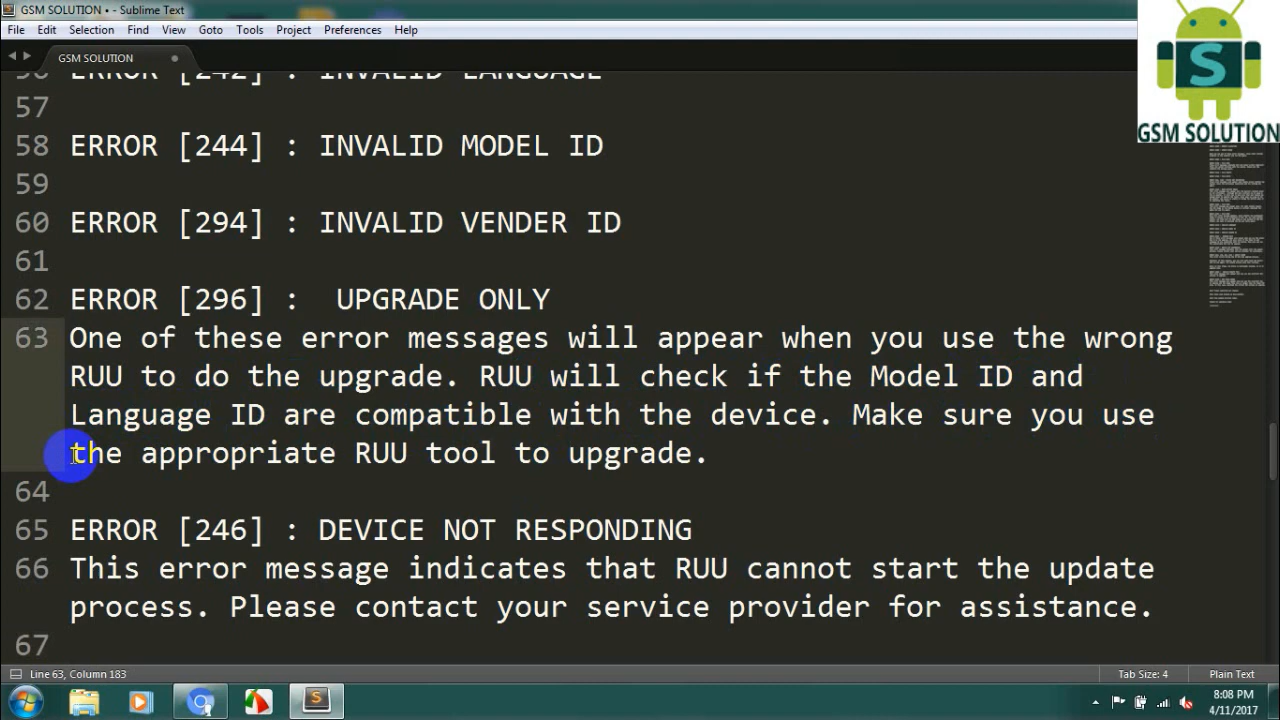 GSM SOLUTION • - Sublime Text
File Edit Selection Find View Goto Tools Project Preferences Help
GSM SOLUTION
S
GSM SOLUTION
56 ERROR [242] : INVALID LANGUAGE
57
58 ERROR [244] : INVALID MODEL ID
59
60 ERROR [294] : INVALID VENDER ID
61
62 ERROR [296] :  UPGRADE ONLY
63 One of these error messages will appear when you use the wrong
RUU to do the upgrade. RUU will check if the Model ID and
Language ID are compatible with the device. Make sure you use
the appropriate RUU tool to upgrade.
64
65 ERROR [246] : DEVICE NOT RESPONDING
66 This error message indicates that RUU cannot start the update
process. Please contact your service provider for assistance.
67
Line 63, Column 183
Tab Size: 4 Plain Text
8:08 PM
4/11/2017